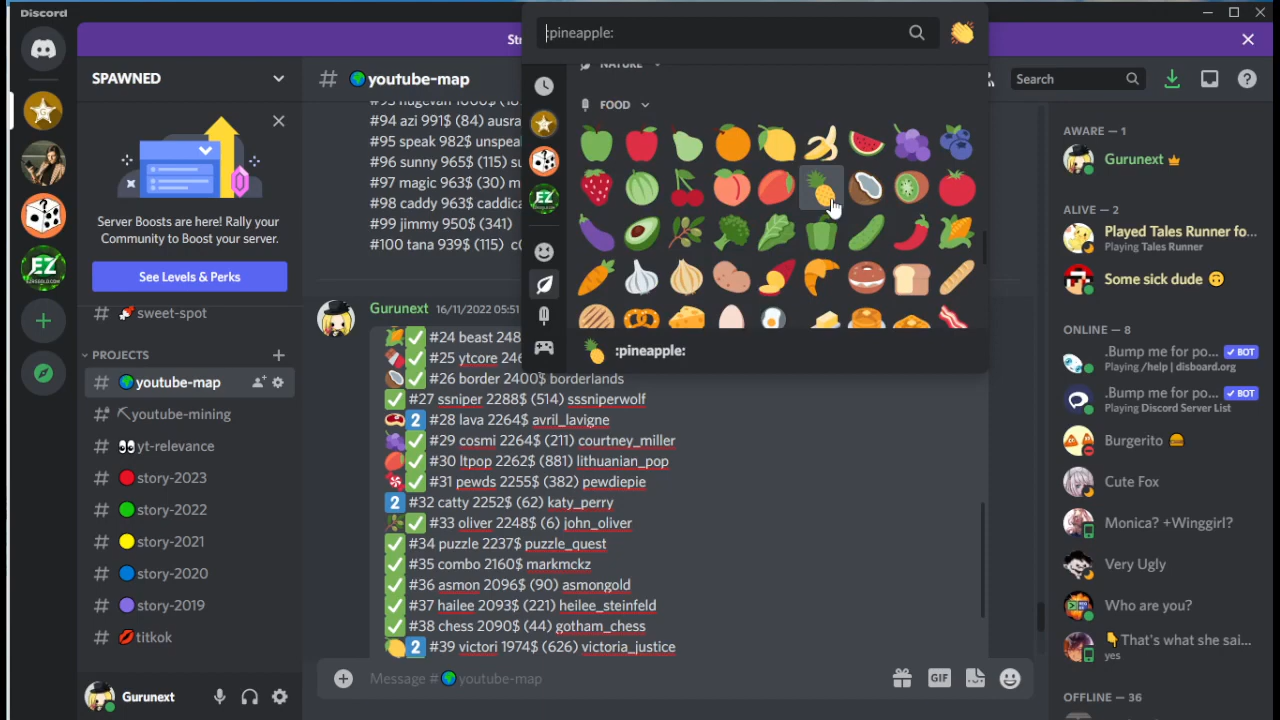 Discord
SPAWNED
Server Boosts are here! Rally your
Community to Boost your server.
See Levels & Perks
sweet-spot
PROJECTS
youtube-map
youtube-mining
yt-relevance
story-2023
story-2022
story-2021
story-2020
story-2019
titkok
Gurunext
Str
# youtube-map
#94 azi 991$ (84) ausra
#95 speak 982$ unspea
#96 sunny 965$ (115) su
#97 magic 963$ (30) m
#98 caddy 963$ caddica
#99 jimmy 950$ (341)
#100 tana 939$ (115) co
Gurunext 16/11/2022 05:51
#24 beast 248
#25 ytcore 246
#26 border 2400$ borderlands
#27 ssniper 2288$ (514) sssniperwolf
2 #28 lava 2264$ avril_lavigne
#29 cosmi 2264$ (211) courtney_miller
#30 ltpop 2262$ (881) lithuanian_pop
#31 pewds 2255$ (382) pewdiepie
2 #32 catty 2252$ (62) katy_perry
#33 oliver 2248$ (6) john_oliver
#34 puzzle 2237$ puzzle_quest
#35 combo 2160$ markmckz
#36 asmon 2096$ (90) asmongold
#37 hailee 2093$ (221) heilee_steinfeld
#38 chess 2090$ (44) gotham_chess
2 #39 victori 1974$ (626) victoria_justice
Message # youtube-map
GIF
:pineapple:
NATURE
FOOD
:pineapple:
EZ
EZ
Search
AWARE — 1
Gurunext
ALIVE — 2
Played Tales Runner fo...
Playing Tales Runner
Some sick dude
ONLINE — 8
.Bump me for po... BOT
Playing /help | disboard.org
.Bump me for po... BOT
Playing Discord Server List
Burgerito
Cute Fox
Monica? +Winggirl?
Very Ugly
Who are you?
That's what she sai...
yes
OFFLINE — 36